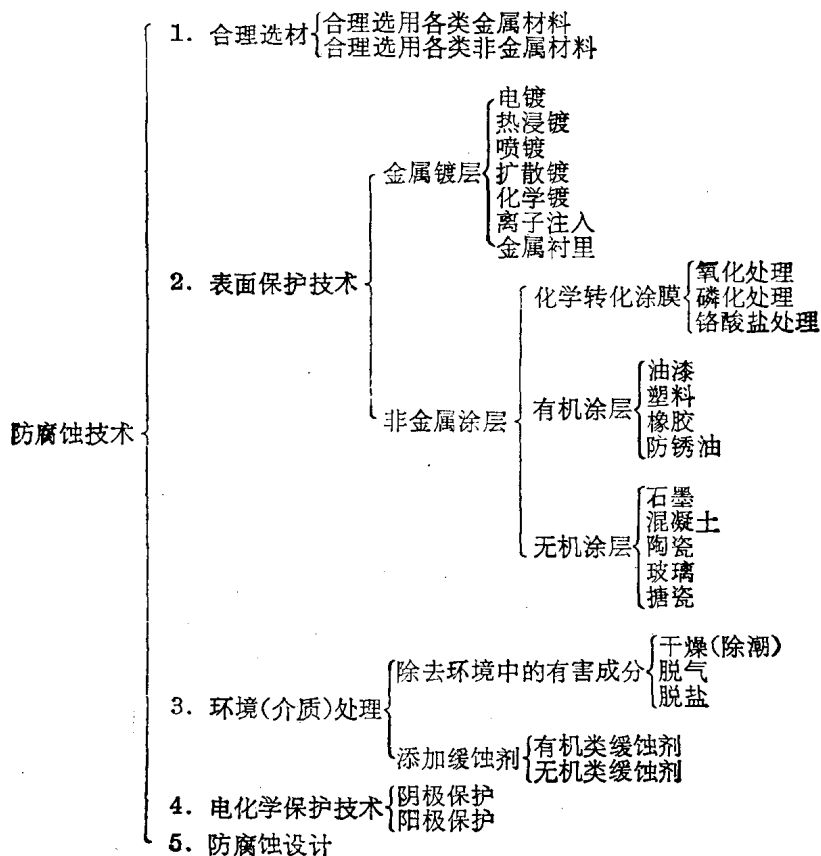 防腐蚀技术
1. 合理选材
合理选用各类金属材料
合理选用各类非金属材料
2. 表面保护技术
金属镀层
电镀
热浸镀
喷镀
扩散镀
化学镀
离子注入
金属衬里
非金属涂层
化学转化涂膜
氧化处理
磷化处理
铬酸盐处理
有机涂层
油漆
塑料
橡胶
防锈油
无机涂层
石墨
混凝土
陶瓷
玻璃
搪瓷
3. 环境(介质)处理
除去环境中的有害成分
干燥(除潮)
脱气
脱盐
添加缓蚀剂
有机类缓蚀剂
无机类缓蚀剂
4. 电化学保护技术
阴极保护
阳极保护
5. 防腐蚀设计